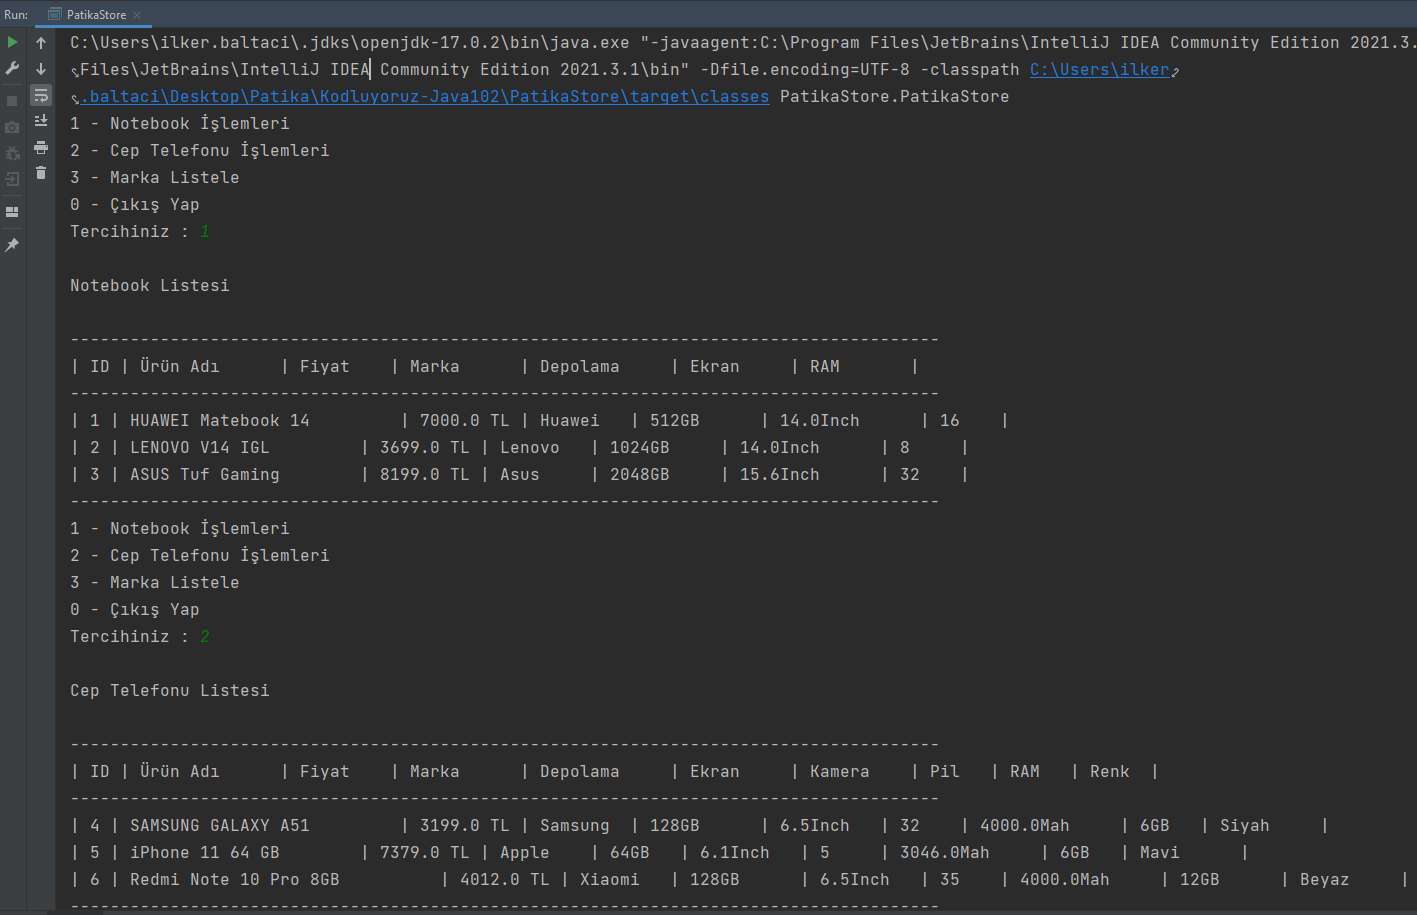 Run: PatikaStore
C:\Users\ilker.baltaci\.jdks\openjdk-17.0.2\bin\java.exe "-javaagent:C:\Program Files\JetBrains\IntelliJ IDEA Community Edition 2021.3.
Files\JetBrains\IntelliJ IDEA Community Edition 2021.3.1\bin" -Dfile.encoding=UTF-8 -classpath C:\Users\ilker
.baltaci\Desktop\Patika\Kodluyoruz-Java102\PatikaStore\target\classes PatikaStore.PatikaStore
1 - Notebook İşlemleri
2 - Cep Telefonu İşlemleri
3 - Marka Listele
0 - Çıkış Yap
Tercihiniz : 1
Notebook Listesi
---------------------------------------------------------------------------------------
| ID | Ürün Adı      | Fiyat    | Marka      | Depolama     | Ekran     | RAM       |
---------------------------------------------------------------------------------------
| 1 | HUAWEI Matebook 14         | 7000.0 TL | Huawei   | 512GB      | 14.0Inch      | 16    |
| 2 | LENOVO V14 IGL         | 3699.0 TL | Lenovo   | 1024GB     | 14.0Inch      | 8     |
| 3 | ASUS Tuf Gaming        | 8199.0 TL | Asus     | 2048GB     | 15.6Inch      | 32    |
---------------------------------------------------------------------------------------
1 - Notebook İşlemleri
2 - Cep Telefonu İşlemleri
3 - Marka Listele
0 - Çıkış Yap
Tercihiniz : 2
Cep Telefonu Listesi
---------------------------------------------------------------------------------------
| ID | Ürün Adı      | Fiyat    | Marka      | Depolama     | Ekran     | Kamera    | Pil   | RAM   | Renk  |
---------------------------------------------------------------------------------------
| 4 | SAMSUNG GALAXY A51         | 3199.0 TL | Samsung  | 128GB      | 6.5Inch   | 32    | 4000.0Mah     | 6GB   | Siyah     |
| 5 | iPhone 11 64 GB        | 7379.0 TL | Apple    | 64GB   | 6.1Inch   | 5     | 3046.0Mah     | 6GB   | Mavi      |
| 6 | Redmi Note 10 Pro 8GB          | 4012.0 TL | Xiaomi   | 128GB      | 6.5Inch   | 35    | 4000.0Mah     | 12GB      | Beyaz     |
---------------------------------------------------------------------------------------